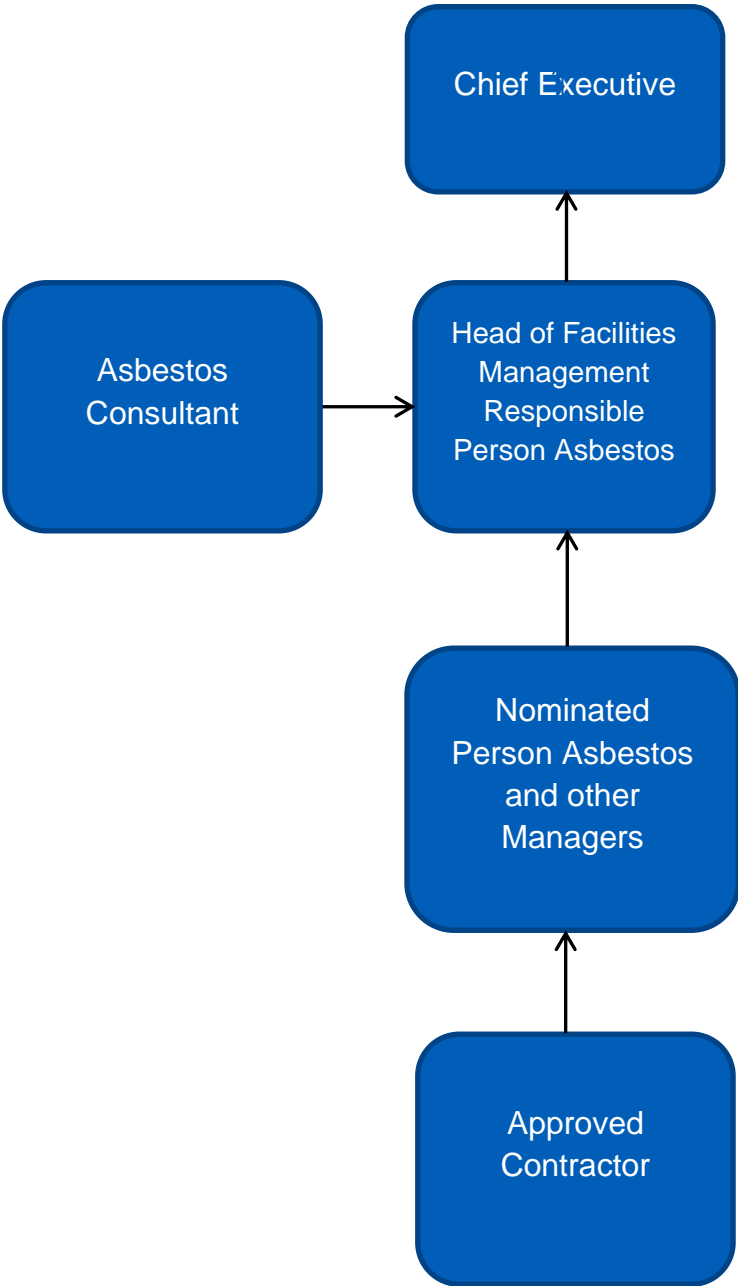 Chief Executive
Asbestos
Consultant
Head of Facilities
Management
Responsible
Person Asbestos
Nominated
Person Asbestos
and other
Managers
Approved
Contractor